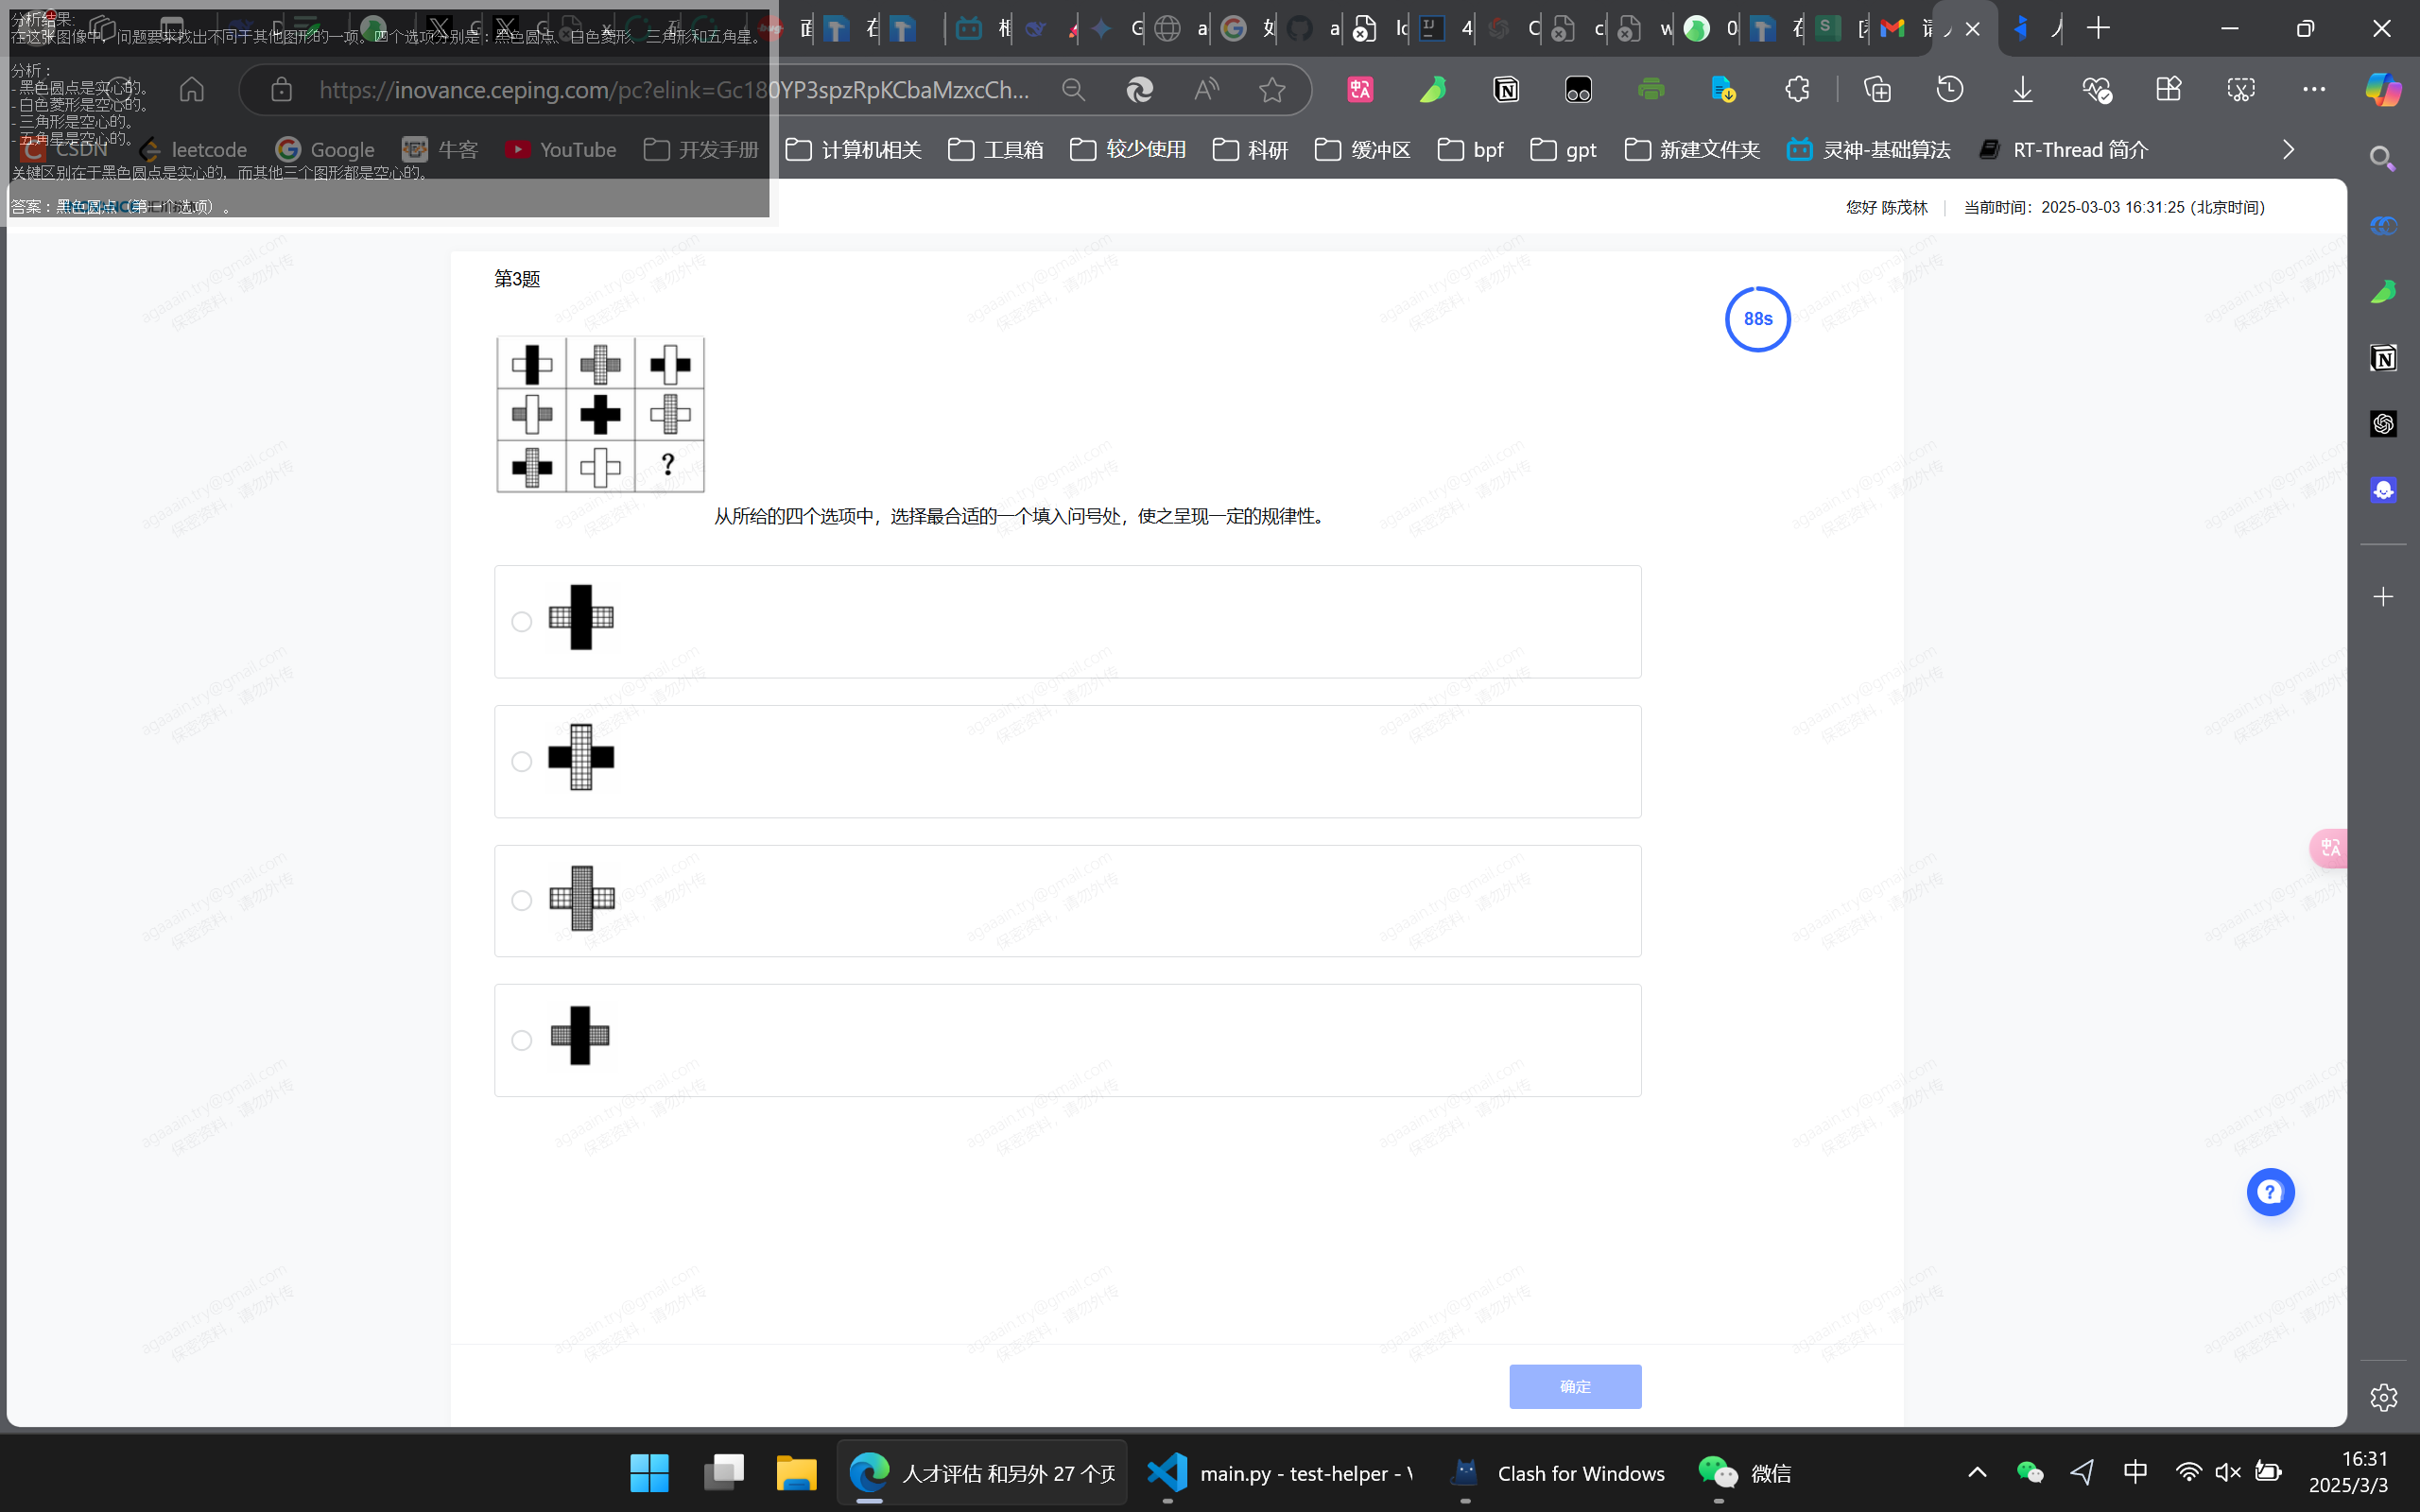 分析结果:
在这张图像中，问题要求找出不同于其他图形的一项。四个选项分别是：黑色圆点、白色菱形、三角形和五角星。
分析：
- 黑色圆点是实心的。
- 白色菱形是空心的。
- 三角形是空心的。
- 五角星是空心的。
关键区别在于黑色圆点是实心的，而其他三个图形都是空心的。
答案：黑色圆点（第一个选项）。
https://inovance.ceping.com/pc?elink=Gc180YP3spzRpKCbaMzxcCh...
CSDN
leetcode
Google
牛客
YouTube
开发手册
计算机相关
工具箱
较少使用
科研
缓冲区
bpf
gpt
新建文件夹
灵神-基础算法
RT-Thread 简介
您好 陈茂林
当前时间：2025-03-03 16:31:25 (北京时间)
第3题
88s
?
从所给的四个选项中，选择最合适的一个填入问号处，使之呈现一定的规律性。
确定
agaaain.try@gmail.com
保密资料，请勿外传
人才评估 和另外 27 个页
main.py - test-helper - V
Clash for Windows
微信
中
16:31
2025/3/3